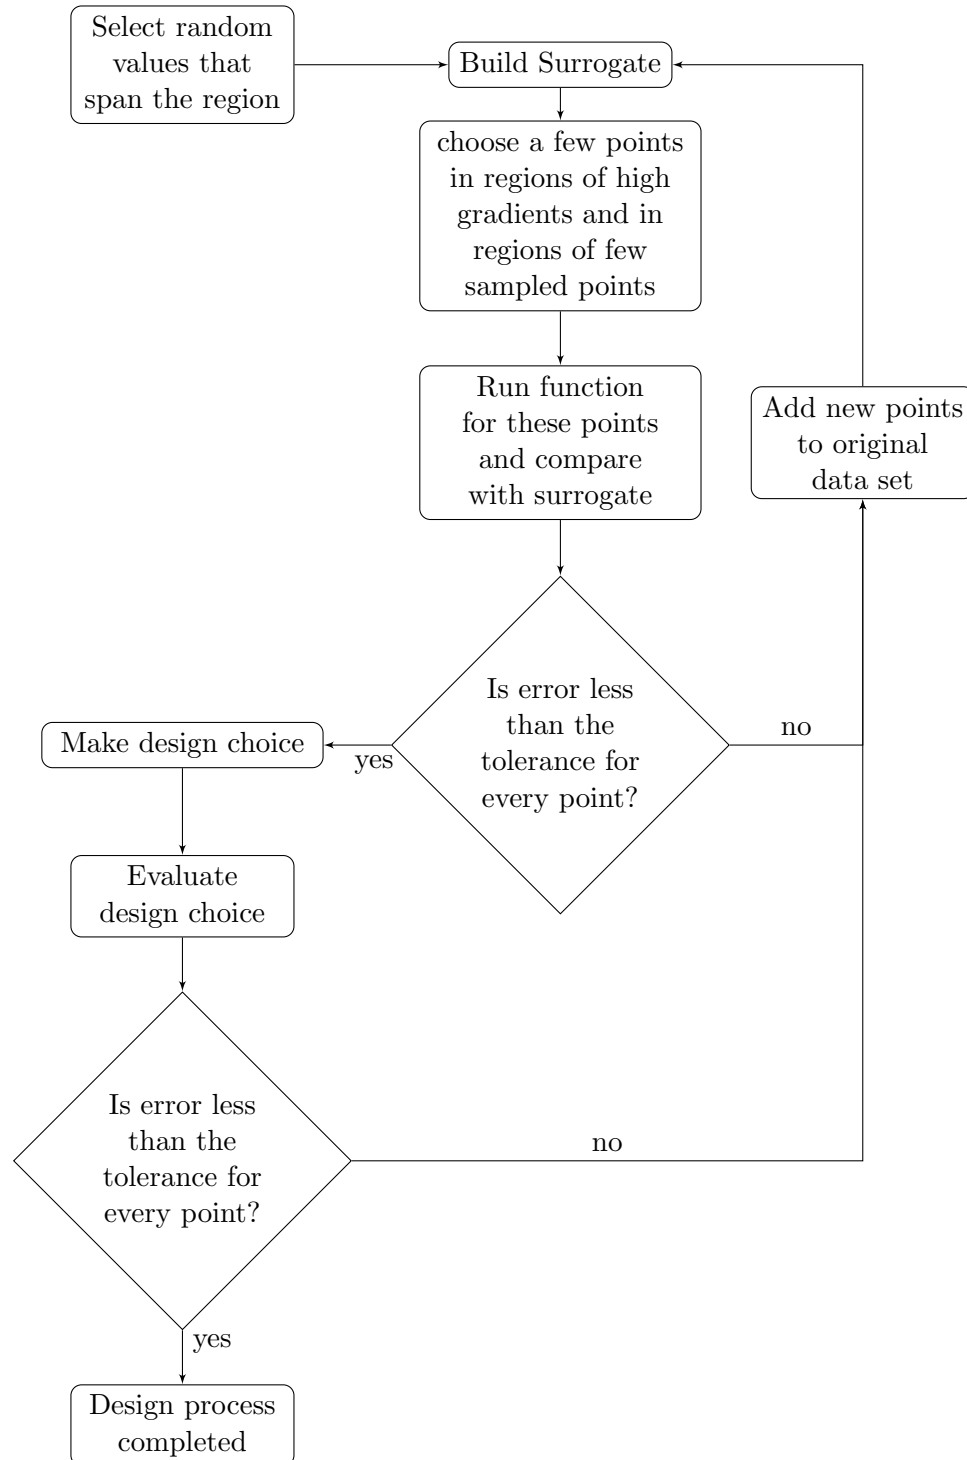 Select random
values that
span the region
Build Surrogate
choose a few points
in regions of high
gradients and in
regions of few
sampled points
Run function
for these points
and compare
with surrogate
Add new points
to original
data set
Is error less
than the
tolerance for
every point?
no
yes
Make design choice
Evaluate
design choice
Is error less
than the
tolerance for
every point?
no
yes
Design process
completed